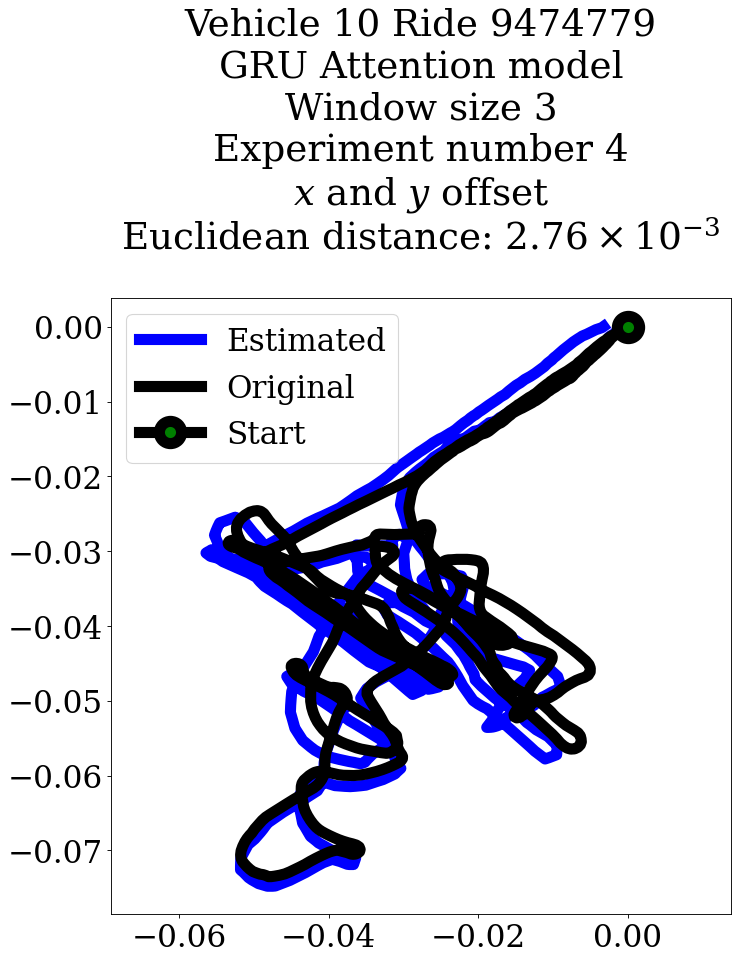 Vehicle 10 Ride 9474779
GRU Attention model
Window size 3
Experiment number 4
x and y offset
Euclidean distance: 2.76 × 10⁻³
Estimated
Original
Start
0.00
−0.01
−0.02
−0.03
−0.04
−0.05
−0.06
−0.07
−0.06 −0.04 −0.02 0.00